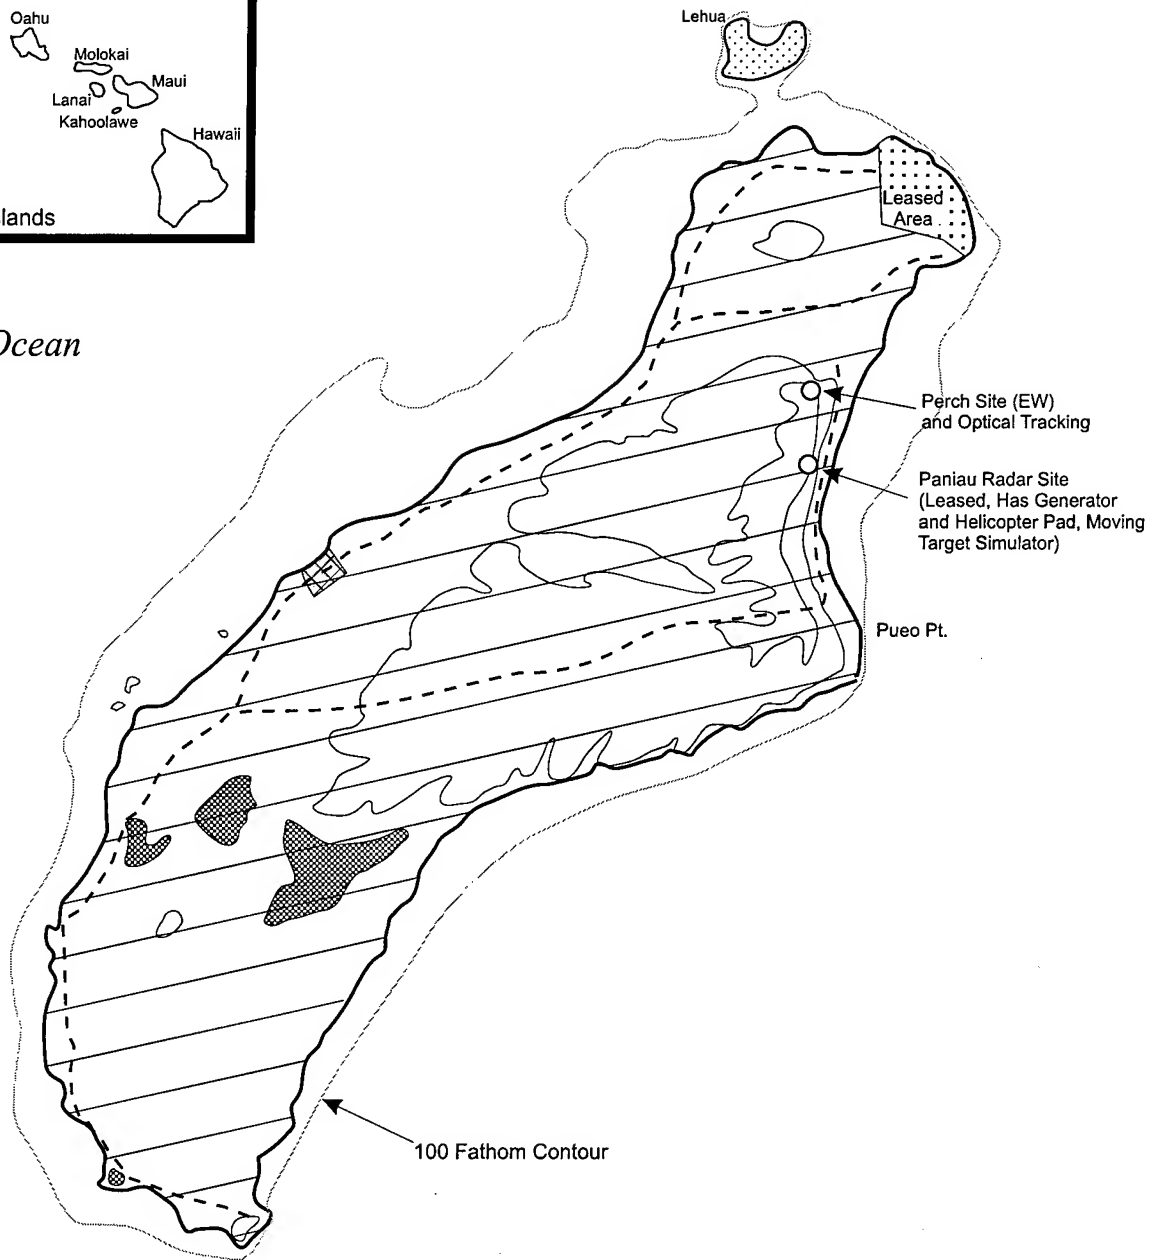 Oahu
Molokai
Maui
Lanai
Kahoolawe
Hawaii
slands
Lehua
Leased
Area
Ocean
Perch Site (EW)
and Optical Tracking
Paniau Radar Site
(Leased, Has Generator
and Helicopter Pad, Moving
Target Simulator)
Pueo Pt.
100 Fathom Contour